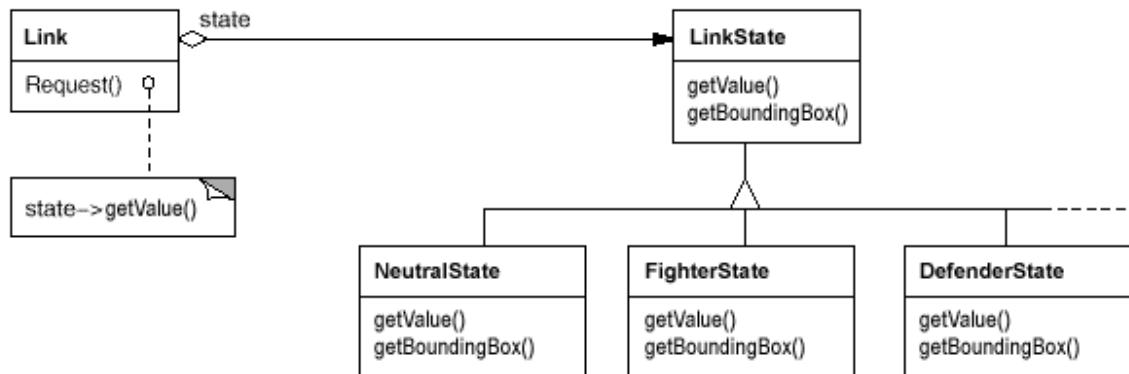 state
Link
LinkState
Request()
getValue()
getBoundingBox()
state->getValue()
NeutralState
getValue()
getBoundingBox()
FighterState
getValue()
getBoundingBox()
DefenderState
getValue()
getBoundingBox()